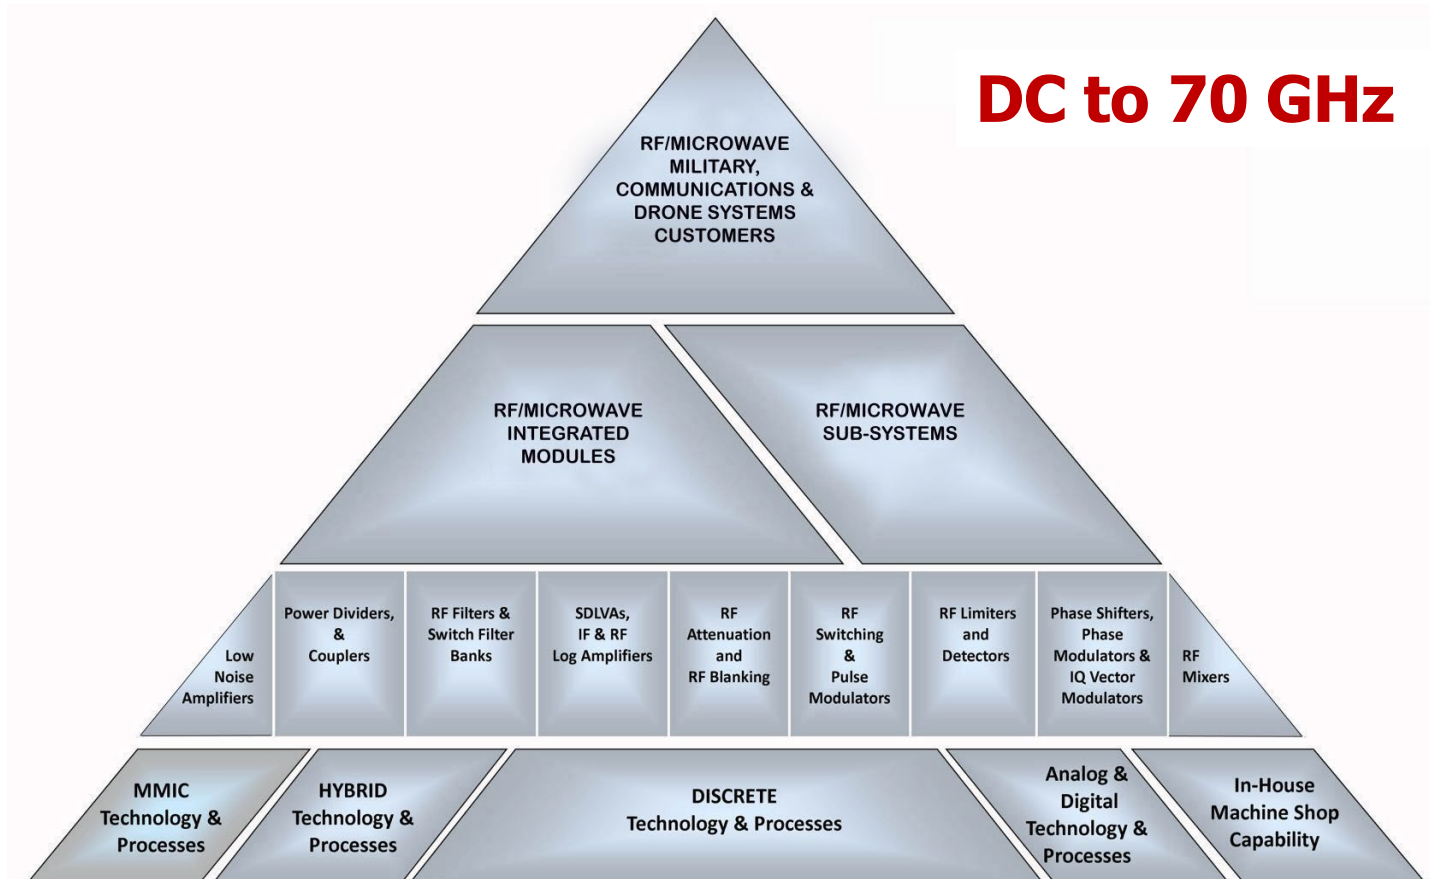 DC to 70 GHz
RF/MICROWAVE
MILITARY,
COMMUNICATIONS &
DRONE SYSTEMS
CUSTOMERS
RF/MICROWAVE
INTEGRATED
MODULES
RF/MICROWAVE
SUB-SYSTEMS
Low
Noise
Amplifiers
Power Dividers,
&
Couplers
RF Filters &
Switch Filter
Banks
SDLVAs,
IF & RF
Log Amplifiers
RF
Attenuation
and
RF Blanking
RF
Switching
&
Pulse
Modulators
RF Limiters
and
Detectors
Phase Shifters,
Phase
Modulators &
IQ Vector
Modulators
RF
Mixers
MMIC
Technology &
Processes
HYBRID
Technology &
Processes
DISCRETE
Technology & Processes
Analog &
Digital
Technology &
Processes
In-House
Machine Shop
Capability